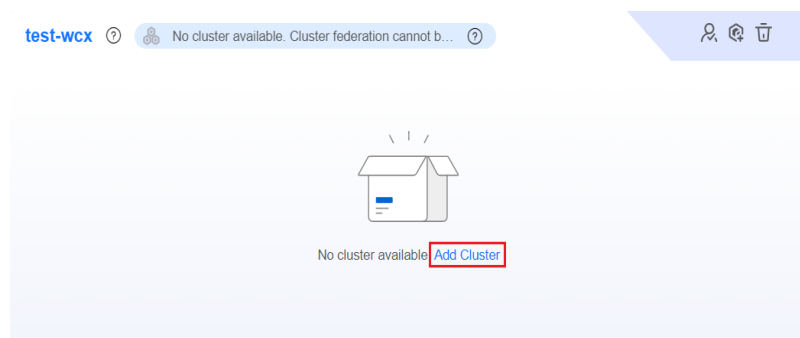 test-wcx ? No cluster available. Cluster federation cannot b... ?
No cluster available Add Cluster